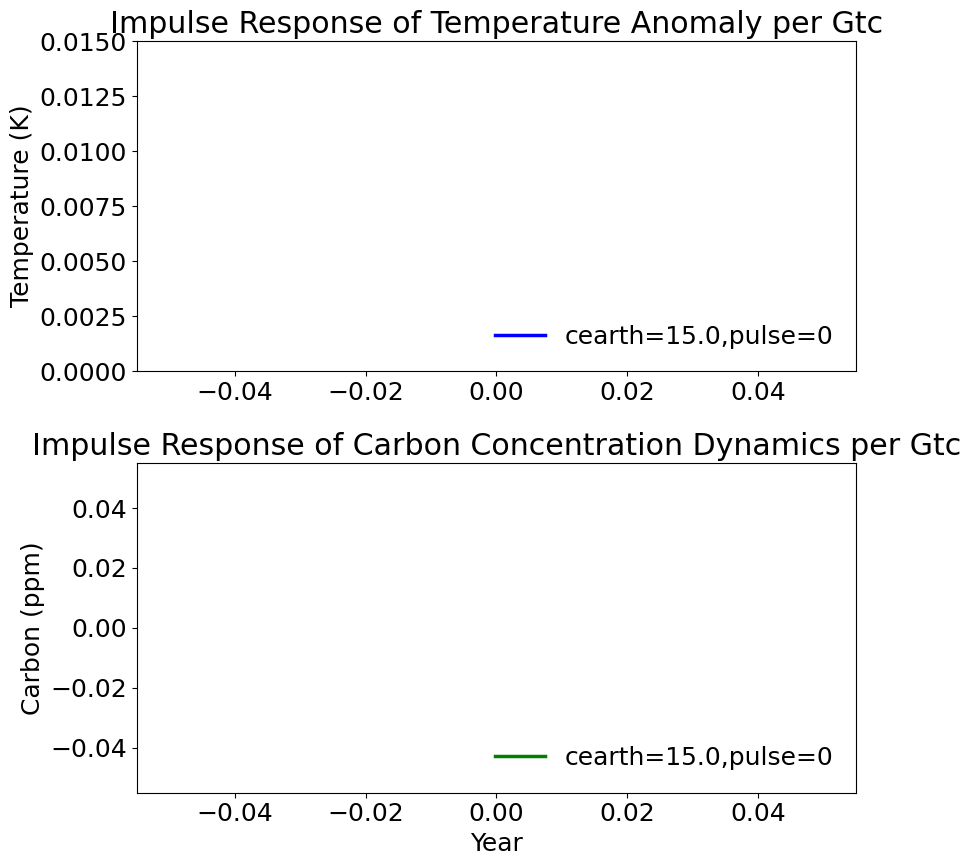 Impulse Response of Temperature Anomaly per Gtc
0.0150
0.0125
0.0100
0.0075
0.0050
0.0025
0.0000
Temperature (K)
cearth=15.0,pulse=0
−0.04 −0.02 0.00 0.02 0.04
Impulse Response of Carbon Concentration Dynamics per Gtc
0.04
0.02
0.00
−0.02
−0.04
Carbon (ppm)
cearth=15.0,pulse=0
−0.04 −0.02 0.00 0.02 0.04
Year